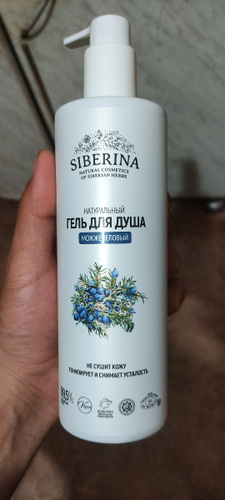 SIBERINA
NATURAL COSMETICS
OF SIBERIAN HERBS
НАТУРАЛЬНЫЙ
ГЕЛЬ ДЛЯ ДУША
МОЖЖЕВЕЛОВЫЙ
НЕ СУШИТ КОЖУ
ТОНИЗИРУЕТ И СНИМАЕТ УСТАЛОСТЬ